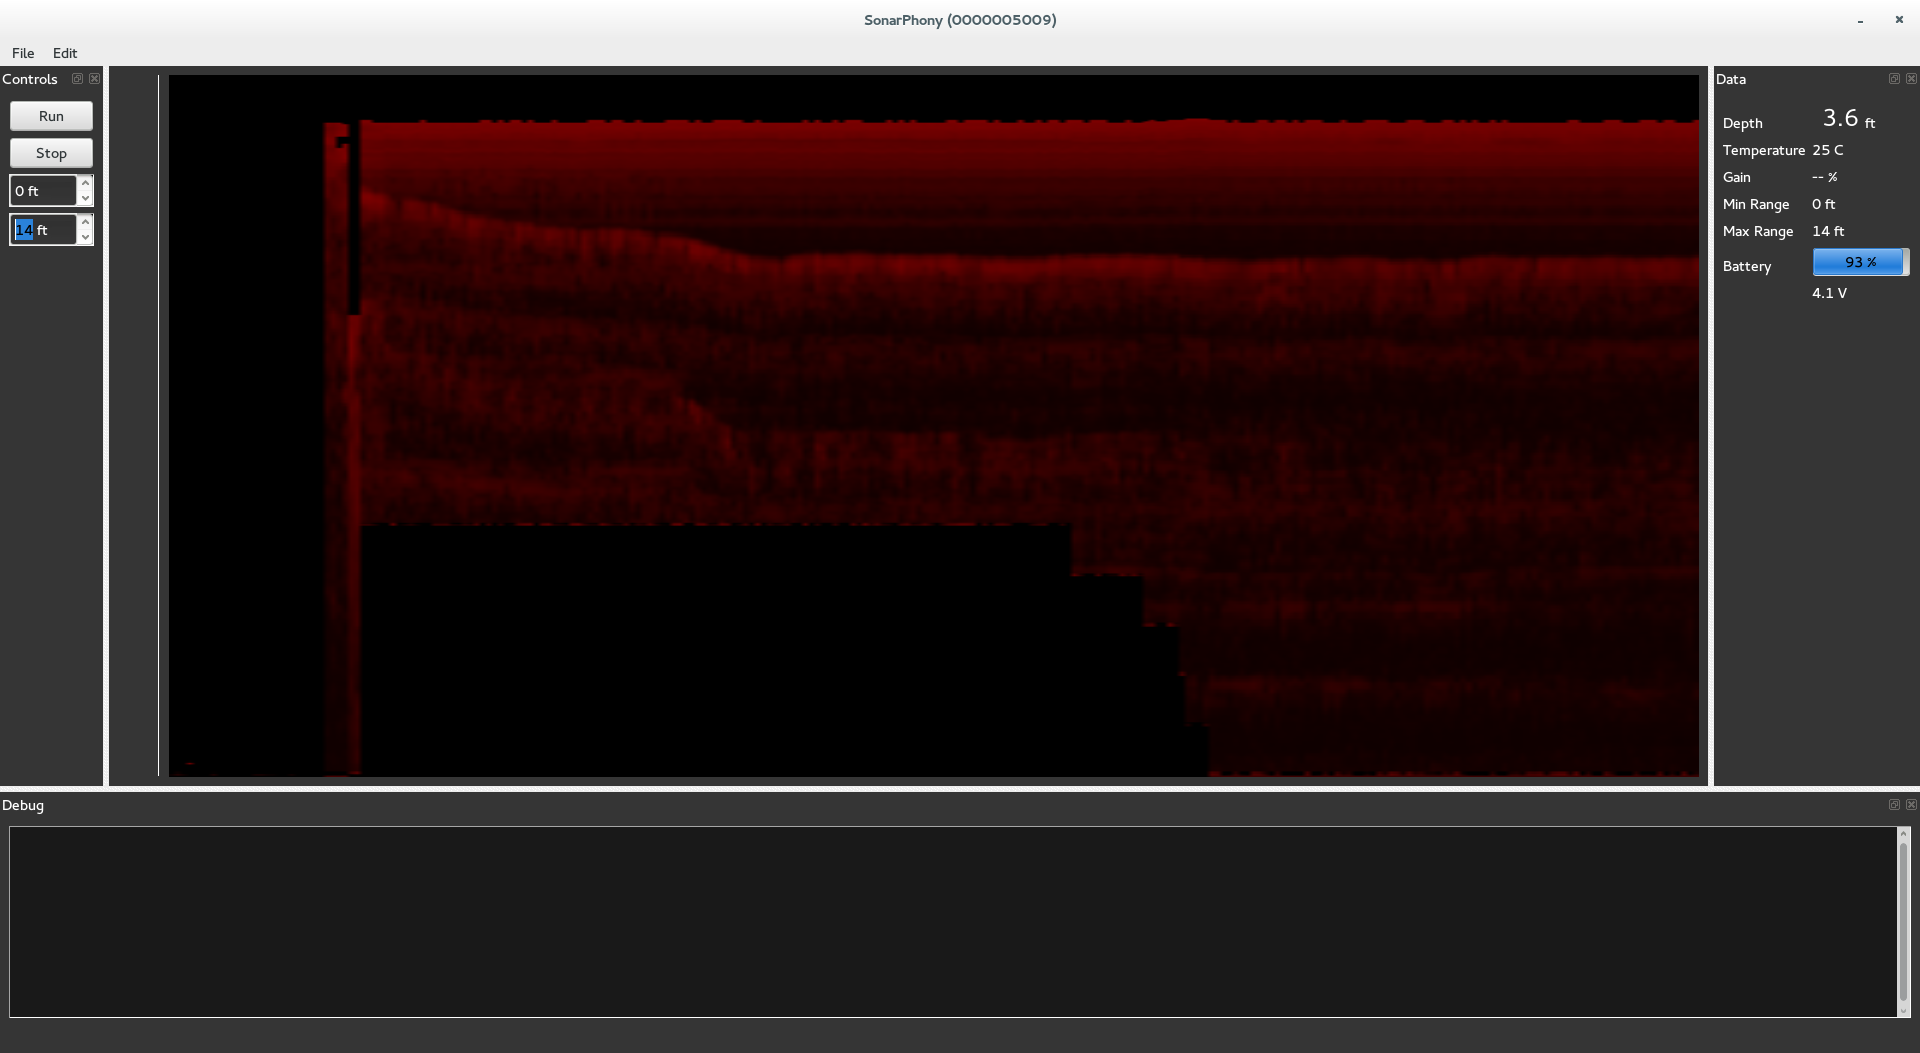 SonarPhony (0000005009)
File Edit
Controls
Run
Stop
0 ft
14 ft
Data
Depth 3.6 ft
Temperature 25 C
Gain -- %
Min Range 0 ft
Max Range 14 ft
Battery 93 %
4.1 V
Debug